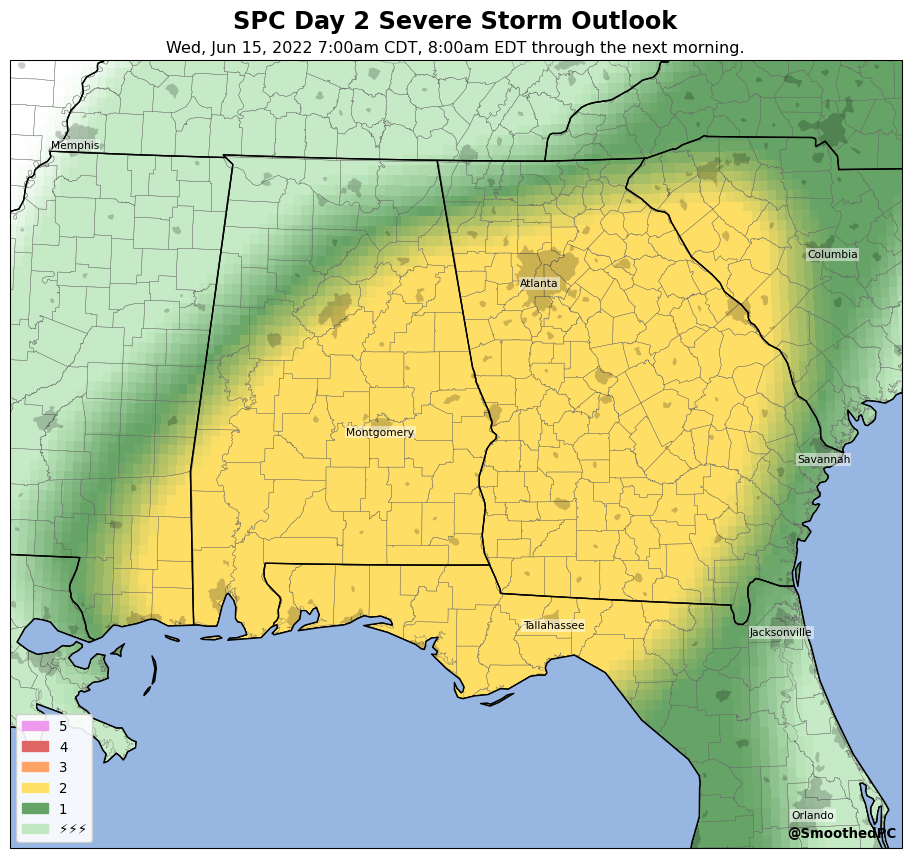 SPC Day 2 Severe Storm Outlook
Wed, Jun 15, 2022 7:00am CDT, 8:00am EDT through the next morning.
Memphis
Columbia
Atlanta
Montgomery
Savannah
Tallahassee
Jacksonville
5
4
3
2
1
⚡⚡⚡
Orlando
@SmoothedPC